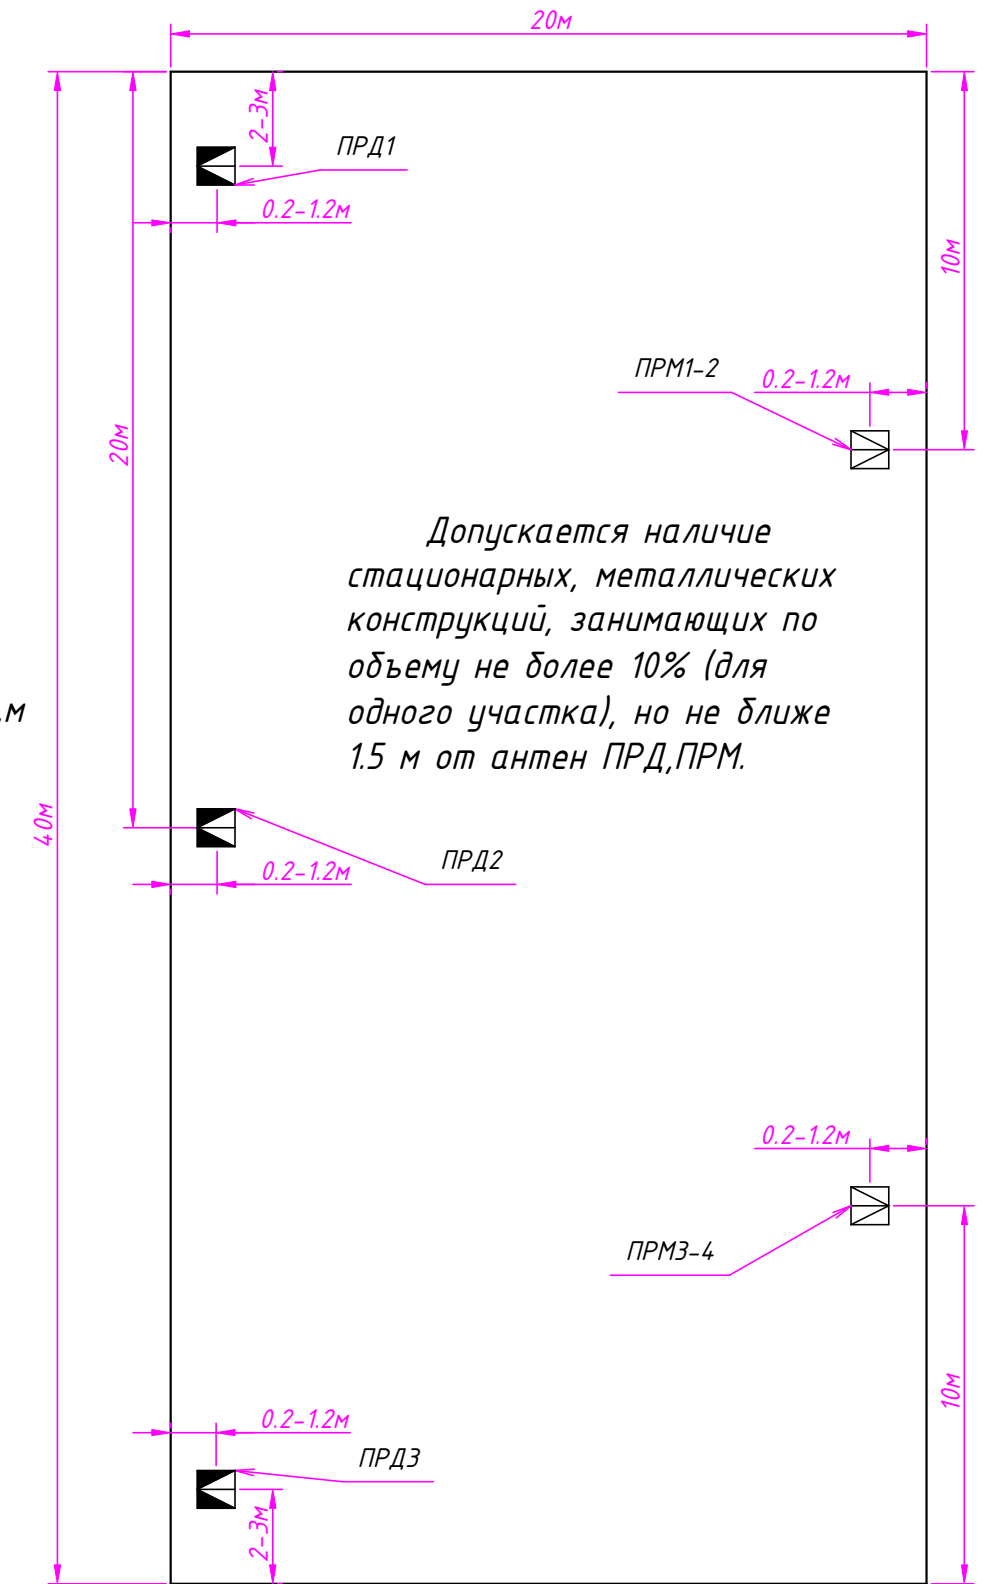 20м
2-3м
ПРД1
0.2-1.2м
10м
ПРМ1-2
0.2-1.2м
20м
Допускается наличие
стационарных, металлических
конструкций, занимающих по
объему не более 10% (для
одного участка), но не ближе
1.5 м от антен ПРД,ПРМ.
м
40м
ПРД2
0.2-1.2м
0.2-1.2м
ПРМ3-4
10м
0.2-1.2м
ПРД3
2-3м